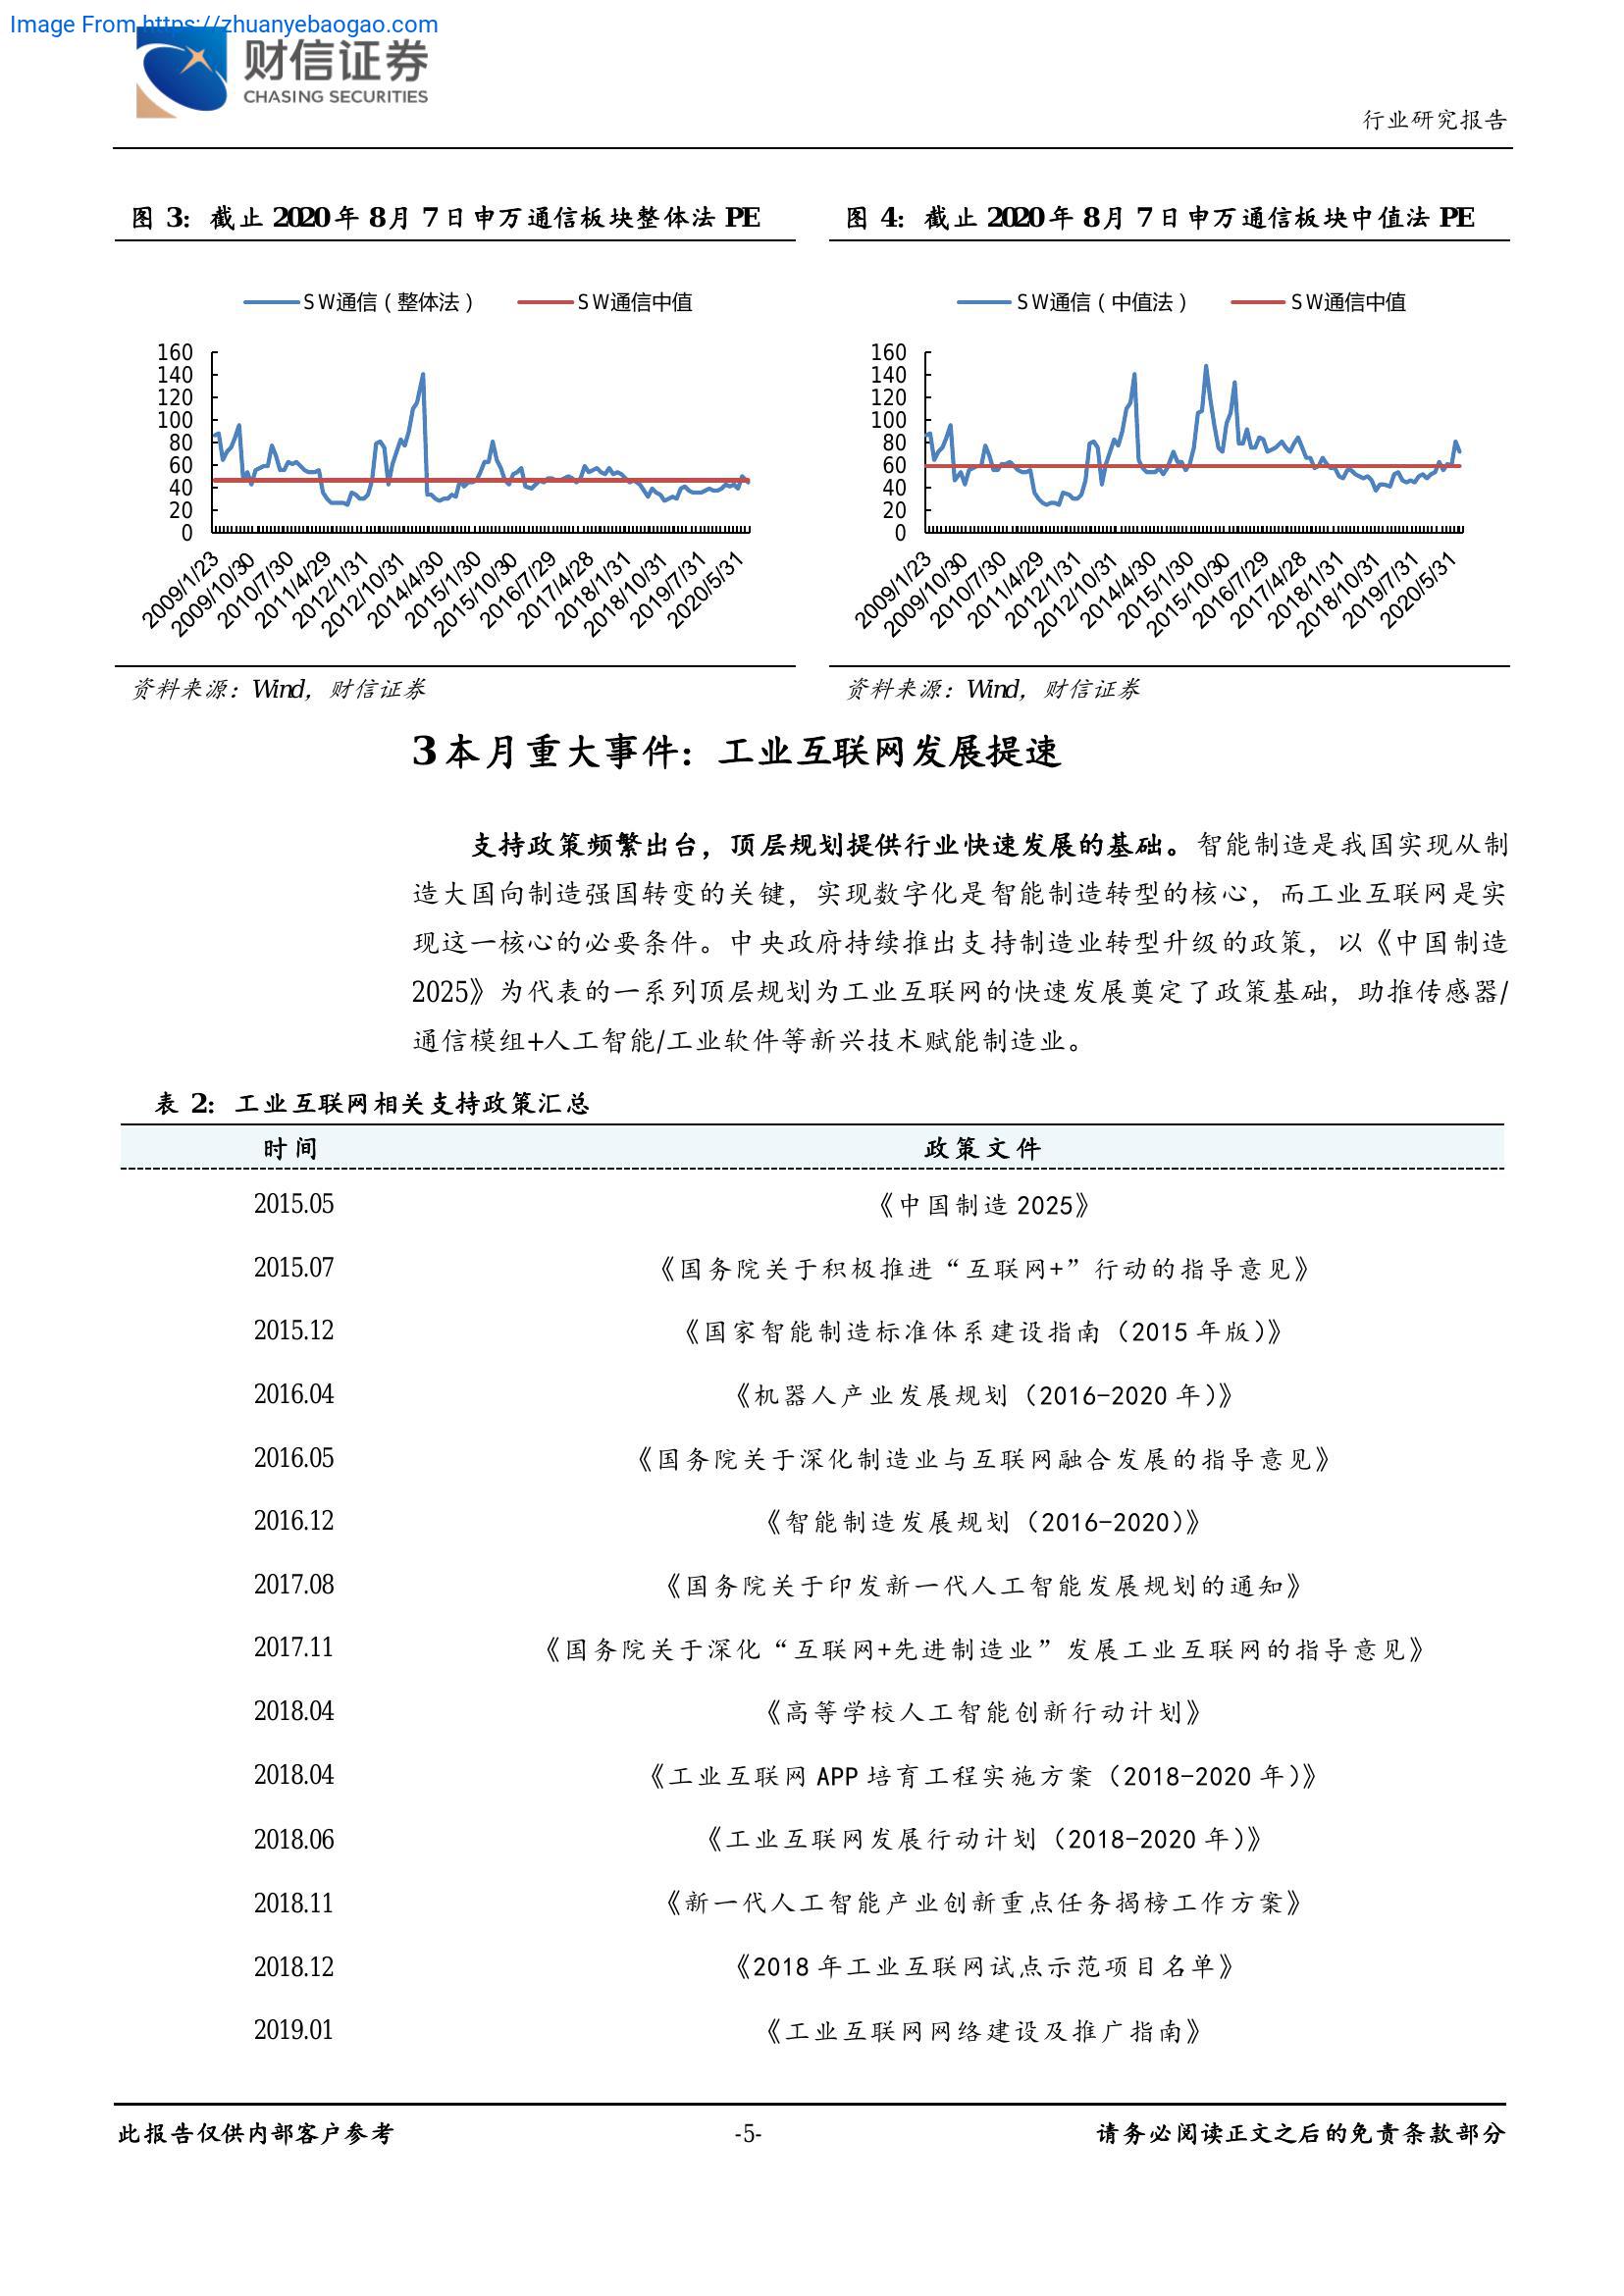 Image From https://zhuanyebaogao.com
财信证券
CHASING SECURITIES
行业研究报告
图 3：截止 2020 年 8 月 7 日申万通信板块整体法 PE
SW通信（整体法）
SW通信中值
160
140
120
100
80
60
40
20
0
2009/1/23
2009/10/30
2010/7/30
2011/4/29
2012/1/31
2012/10/31
2014/4/30
2015/1/30
2015/10/30
2016/7/29
2017/4/28
2018/1/31
2018/10/31
2019/7/31
2020/5/31
资料来源：Wind，财信证券
图 4：截止 2020 年 8 月 7 日申万通信板块中值法 PE
SW通信（中值法）
SW通信中值
160
140
120
100
80
60
40
20
0
2009/1/23
2009/10/30
2010/7/30
2011/4/29
2012/1/31
2012/10/31
2014/4/30
2015/1/30
2015/10/30
2016/7/29
2017/4/28
2018/1/31
2018/10/31
2019/7/31
2020/5/31
资料来源：Wind，财信证券
3 本月重大事件：工业互联网发展提速
支持政策频繁出台，顶层规划提供行业快速发展的基础。智能制造是我国实现从制
造大国向制造强国转变的关键，实现数字化是智能制造转型的核心，而工业互联网是实
现这一核心的必要条件。中央政府持续推出支持制造业转型升级的政策，以《中国制造
2025》为代表的一系列顶层规划为工业互联网的快速发展奠定了政策基础，助推传感器/
通信模组+人工智能/工业软件等新兴技术赋能制造业。
表 2：工业互联网相关支持政策汇总
时间 政策文件
2015.05 《中国制造 2025》
2015.07 《国务院关于积极推进“互联网+”行动的指导意见》
2015.12 《国家智能制造标准体系建设指南（2015 年版）》
2016.04 《机器人产业发展规划（2016-2020 年）》
2016.05 《国务院关于深化制造业与互联网融合发展的指导意见》
2016.12 《智能制造发展规划（2016-2020）》
2017.08 《国务院关于印发新一代人工智能发展规划的通知》
2017.11 《国务院关于深化“互联网+先进制造业”发展工业互联网的指导意见》
2018.04 《高等学校人工智能创新行动计划》
2018.04 《工业互联网 APP 培育工程实施方案（2018-2020 年）》
2018.06 《工业互联网发展行动计划（2018-2020 年）》
2018.11 《新一代人工智能产业创新重点任务揭榜工作方案》
2018.12 《2018 年工业互联网试点示范项目名单》
2019.01 《工业互联网网络建设及推广指南》
此报告仅供内部客户参考 -5- 请务必阅读正文之后的免责条款部分